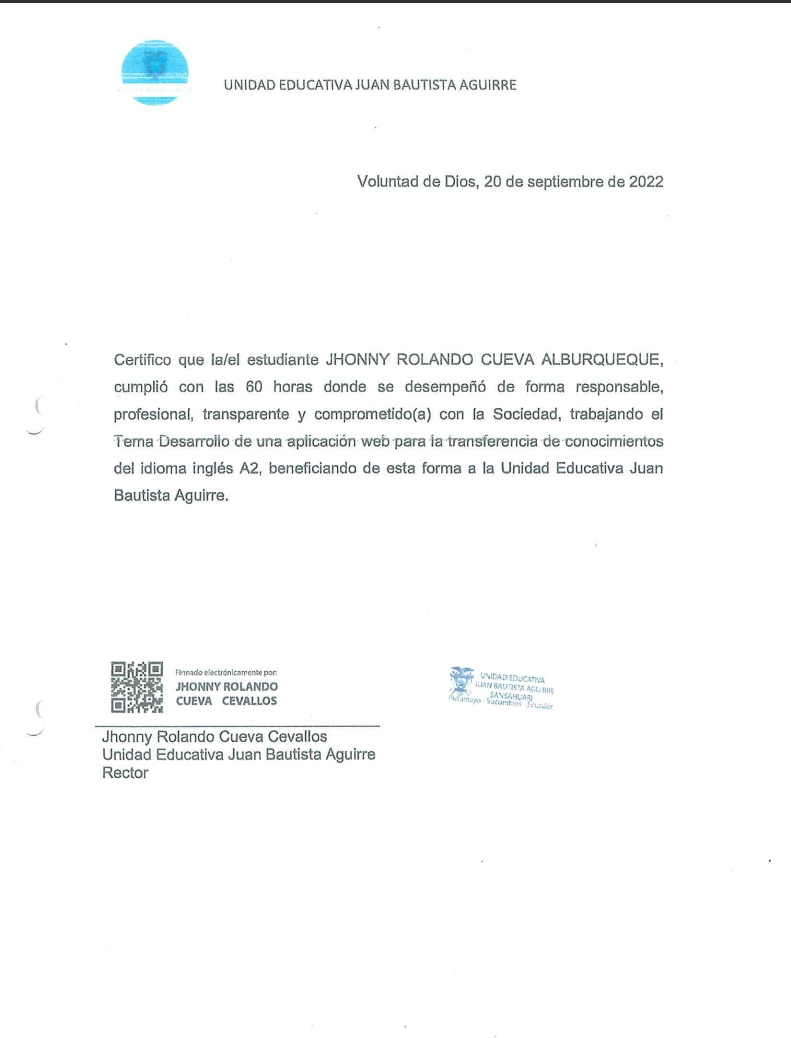 UNIDAD EDUCATIVA JUAN BAUTISTA AGUIRRE
Voluntad de Dios, 20 de septiembre de 2022
Certifico que la/el estudiante JHONNY ROLANDO CUEVA ALBURQUEQUE,
cumplió con las 60 horas donde se desempeñó de forma responsable,
profesional, transparente y comprometido(a) con la Sociedad, trabajando el
Tema Desarrollo de una aplicación web para la transferencia de conocimientos
del idioma inglés A2, beneficiando de esta forma a la Unidad Educativa Juan
Bautista Aguirre.
Firmado electrónicamente por:
JHONNY ROLANDO
CUEVA CEVALLOS
UNIDAD EDUCATIVA
JUAN BAUTISTA AGUIRRE
SANSAHUARI
Putumayo - Sucumbíos - Ecuador
Jhonny Rolando Cueva Cevallos
Unidad Educativa Juan Bautista Aguirre
Rector